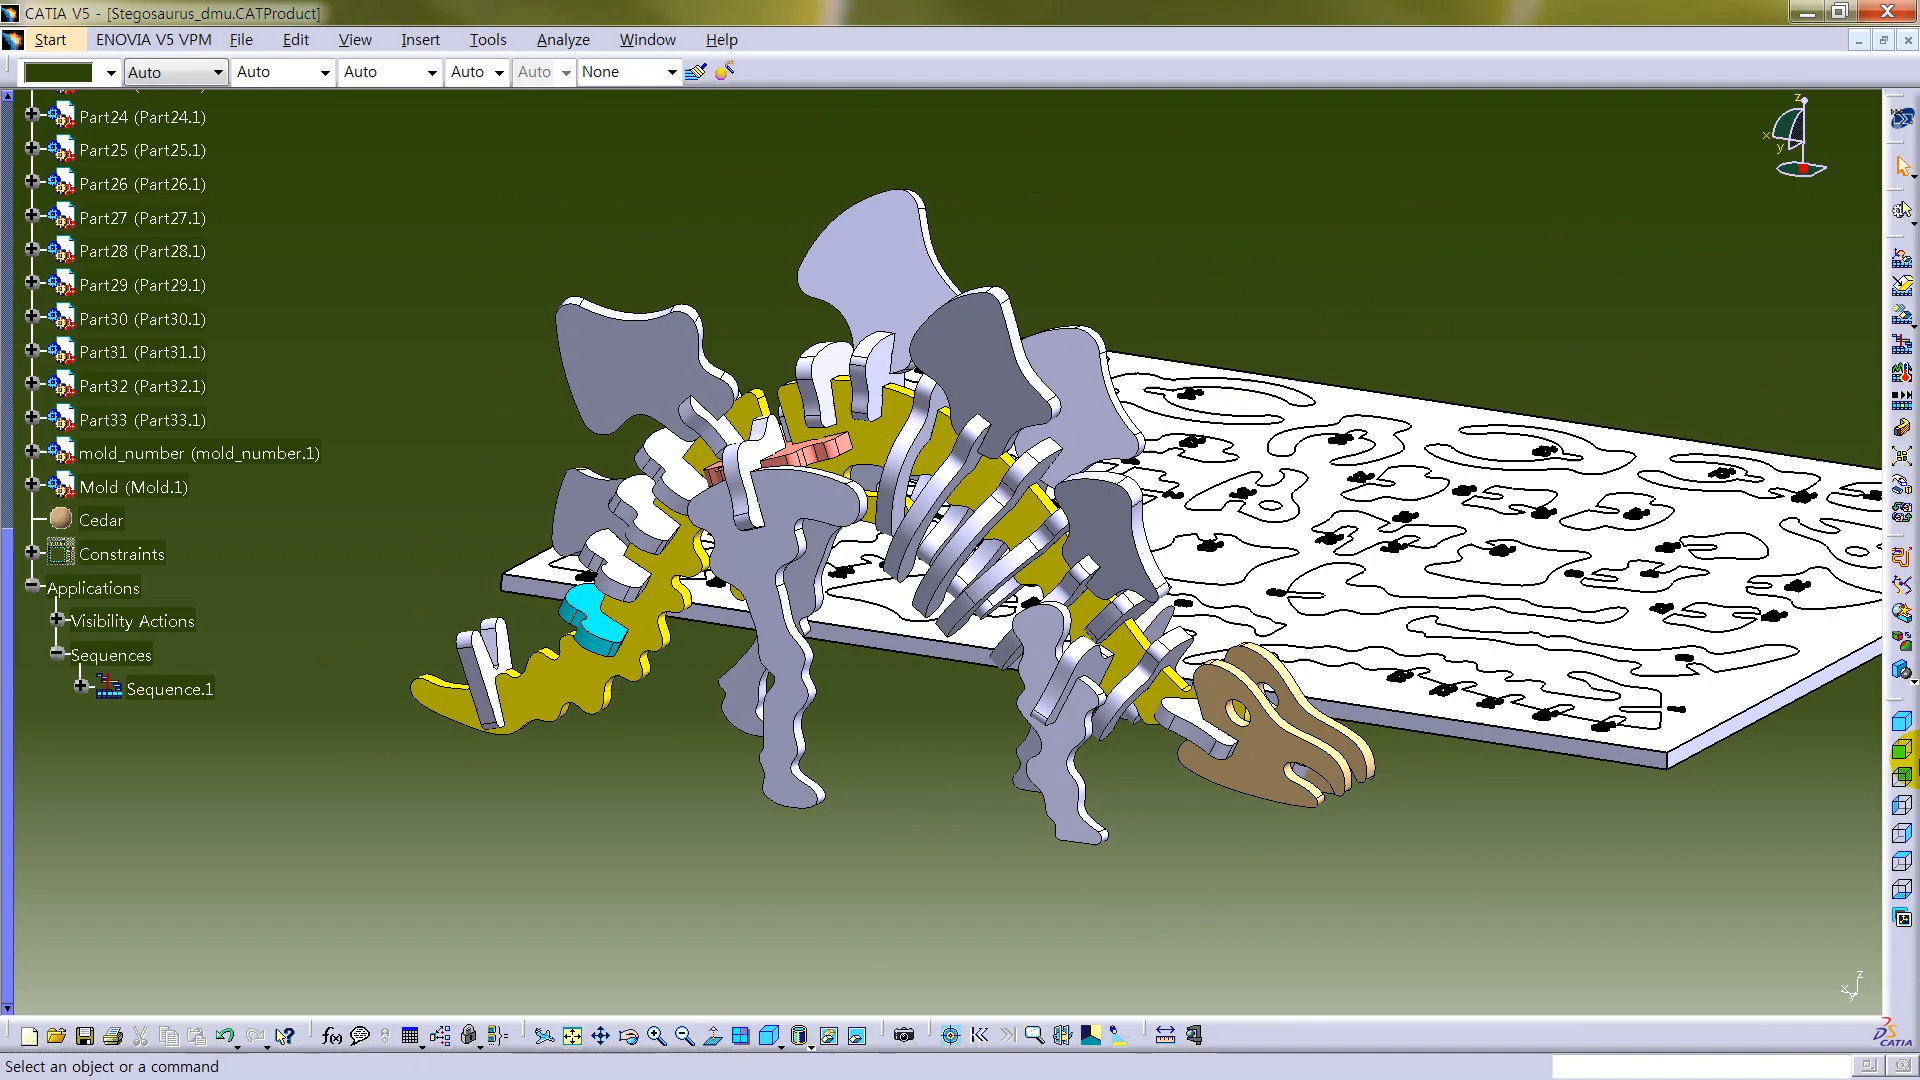 CATIA V5 - [Stegosaurus_dmu.CATProduct]
Start ENOVIA V5 VPM File Edit View Insert Tools Analyze Window Help
Auto Auto Auto Auto Auto None
Part24 (Part24.1)
Part25 (Part25.1)
Part26 (Part26.1)
Part27 (Part27.1)
Part28 (Part28.1)
Part29 (Part29.1)
Part30 (Part30.1)
Part31 (Part31.1)
Part32 (Part32.1)
Part33 (Part33.1)
mold_number (mold_number.1)
Mold (Mold.1)
Cedar
Constraints
Applications
Visibility Actions
Sequences
Sequence.1
z
x
y
z
x
y
f(x)
CATIA
Select an object or a command